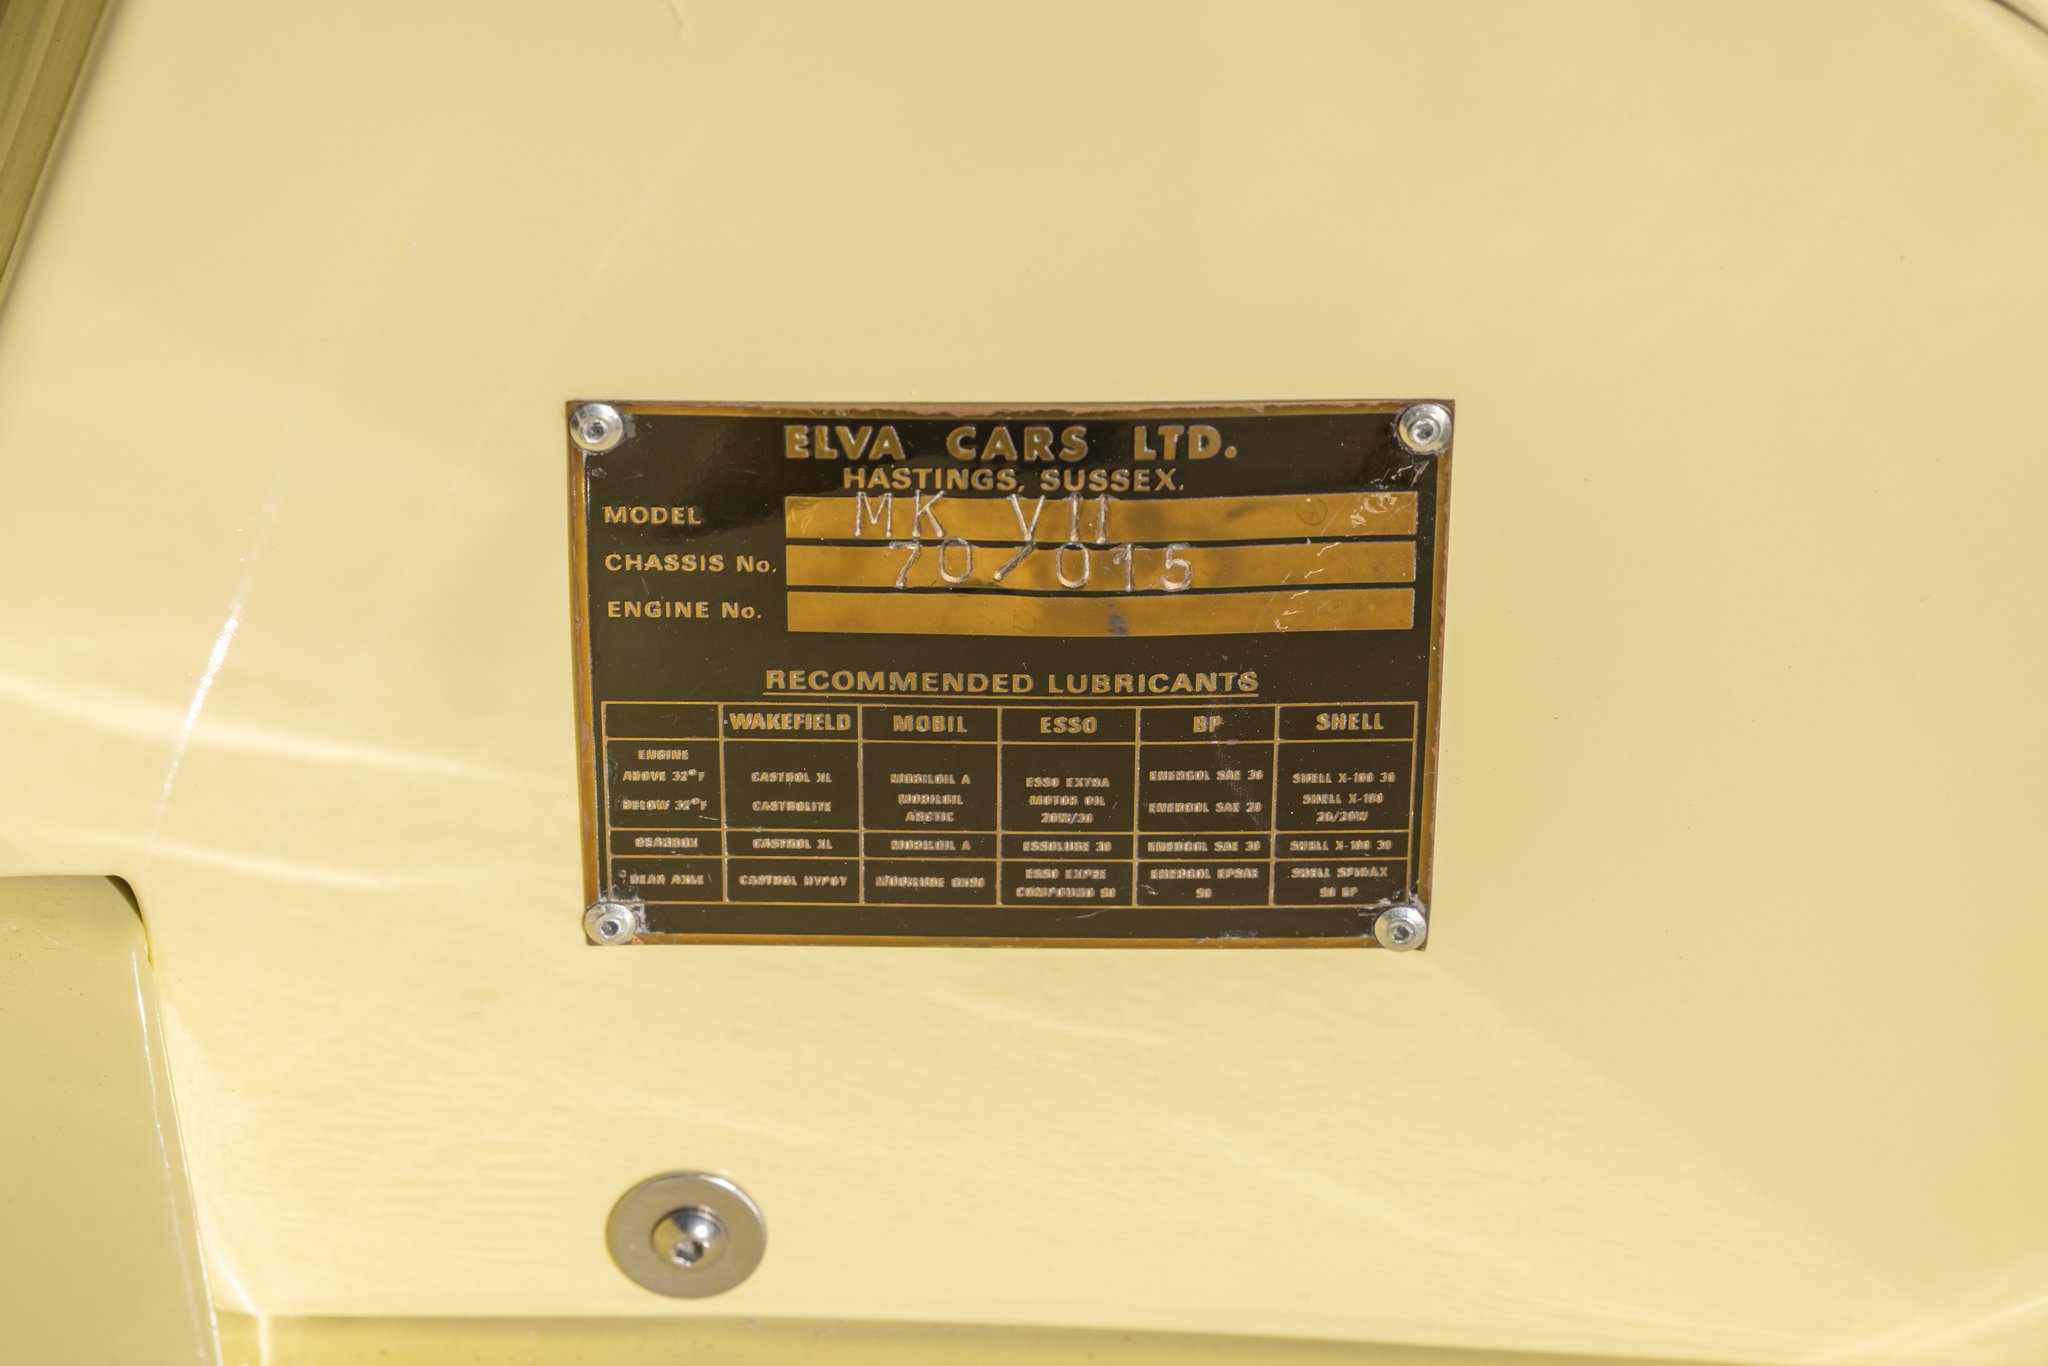 ELVA CARS LTD.
HASTINGS, SUSSEX.
MODEL MK VII
CHASSIS No. 70/015
ENGINE No.
RECOMMENDED LUBRICANTS
WAKEFIELD MOBIL ESSO BP SHELL
ENGINE
ABOVE 32°F CASTROL XL MOBILOIL A ESSO EXTRA ENERGOL SAE 30 SHELL X-100 30
BELOW 32°F CASTROLITE MOBILOIL MOTOR OIL ENERGOL SAE 20 SHELL X-100
ARCTIC 20W/30 20/20W
GEARBOX CASTROL XL MOBILOIL A ESSOLUBE 30 ENERGOL SAE 30 SHELL X-100 30
REAR AXLE CASTROL HYPOY MOBILUBE ESSO COMPOUND 90 ENERGOL EPSAE 90 SHELL SPIRAX 90 EP